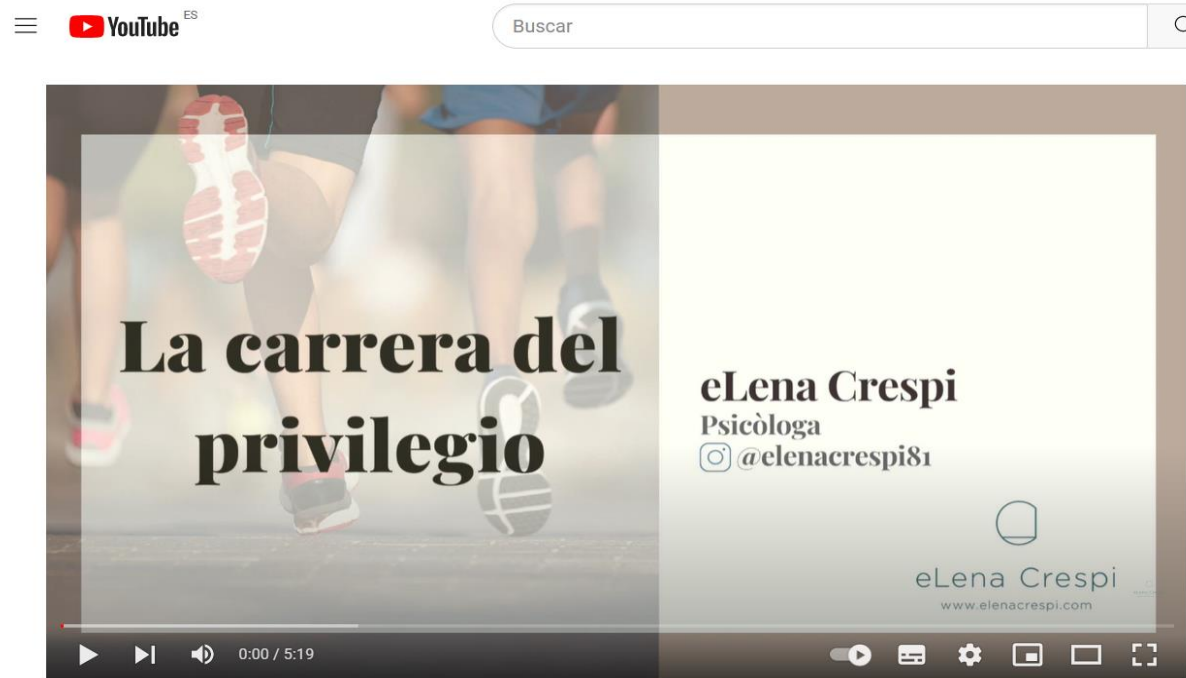 YouTube ES
Buscar
La carrera del
privilegio
eLena Crespi
Psicòloga
@elenacrespi81
eLena Crespi
www.elenacrespi.com
0:00 / 5:19